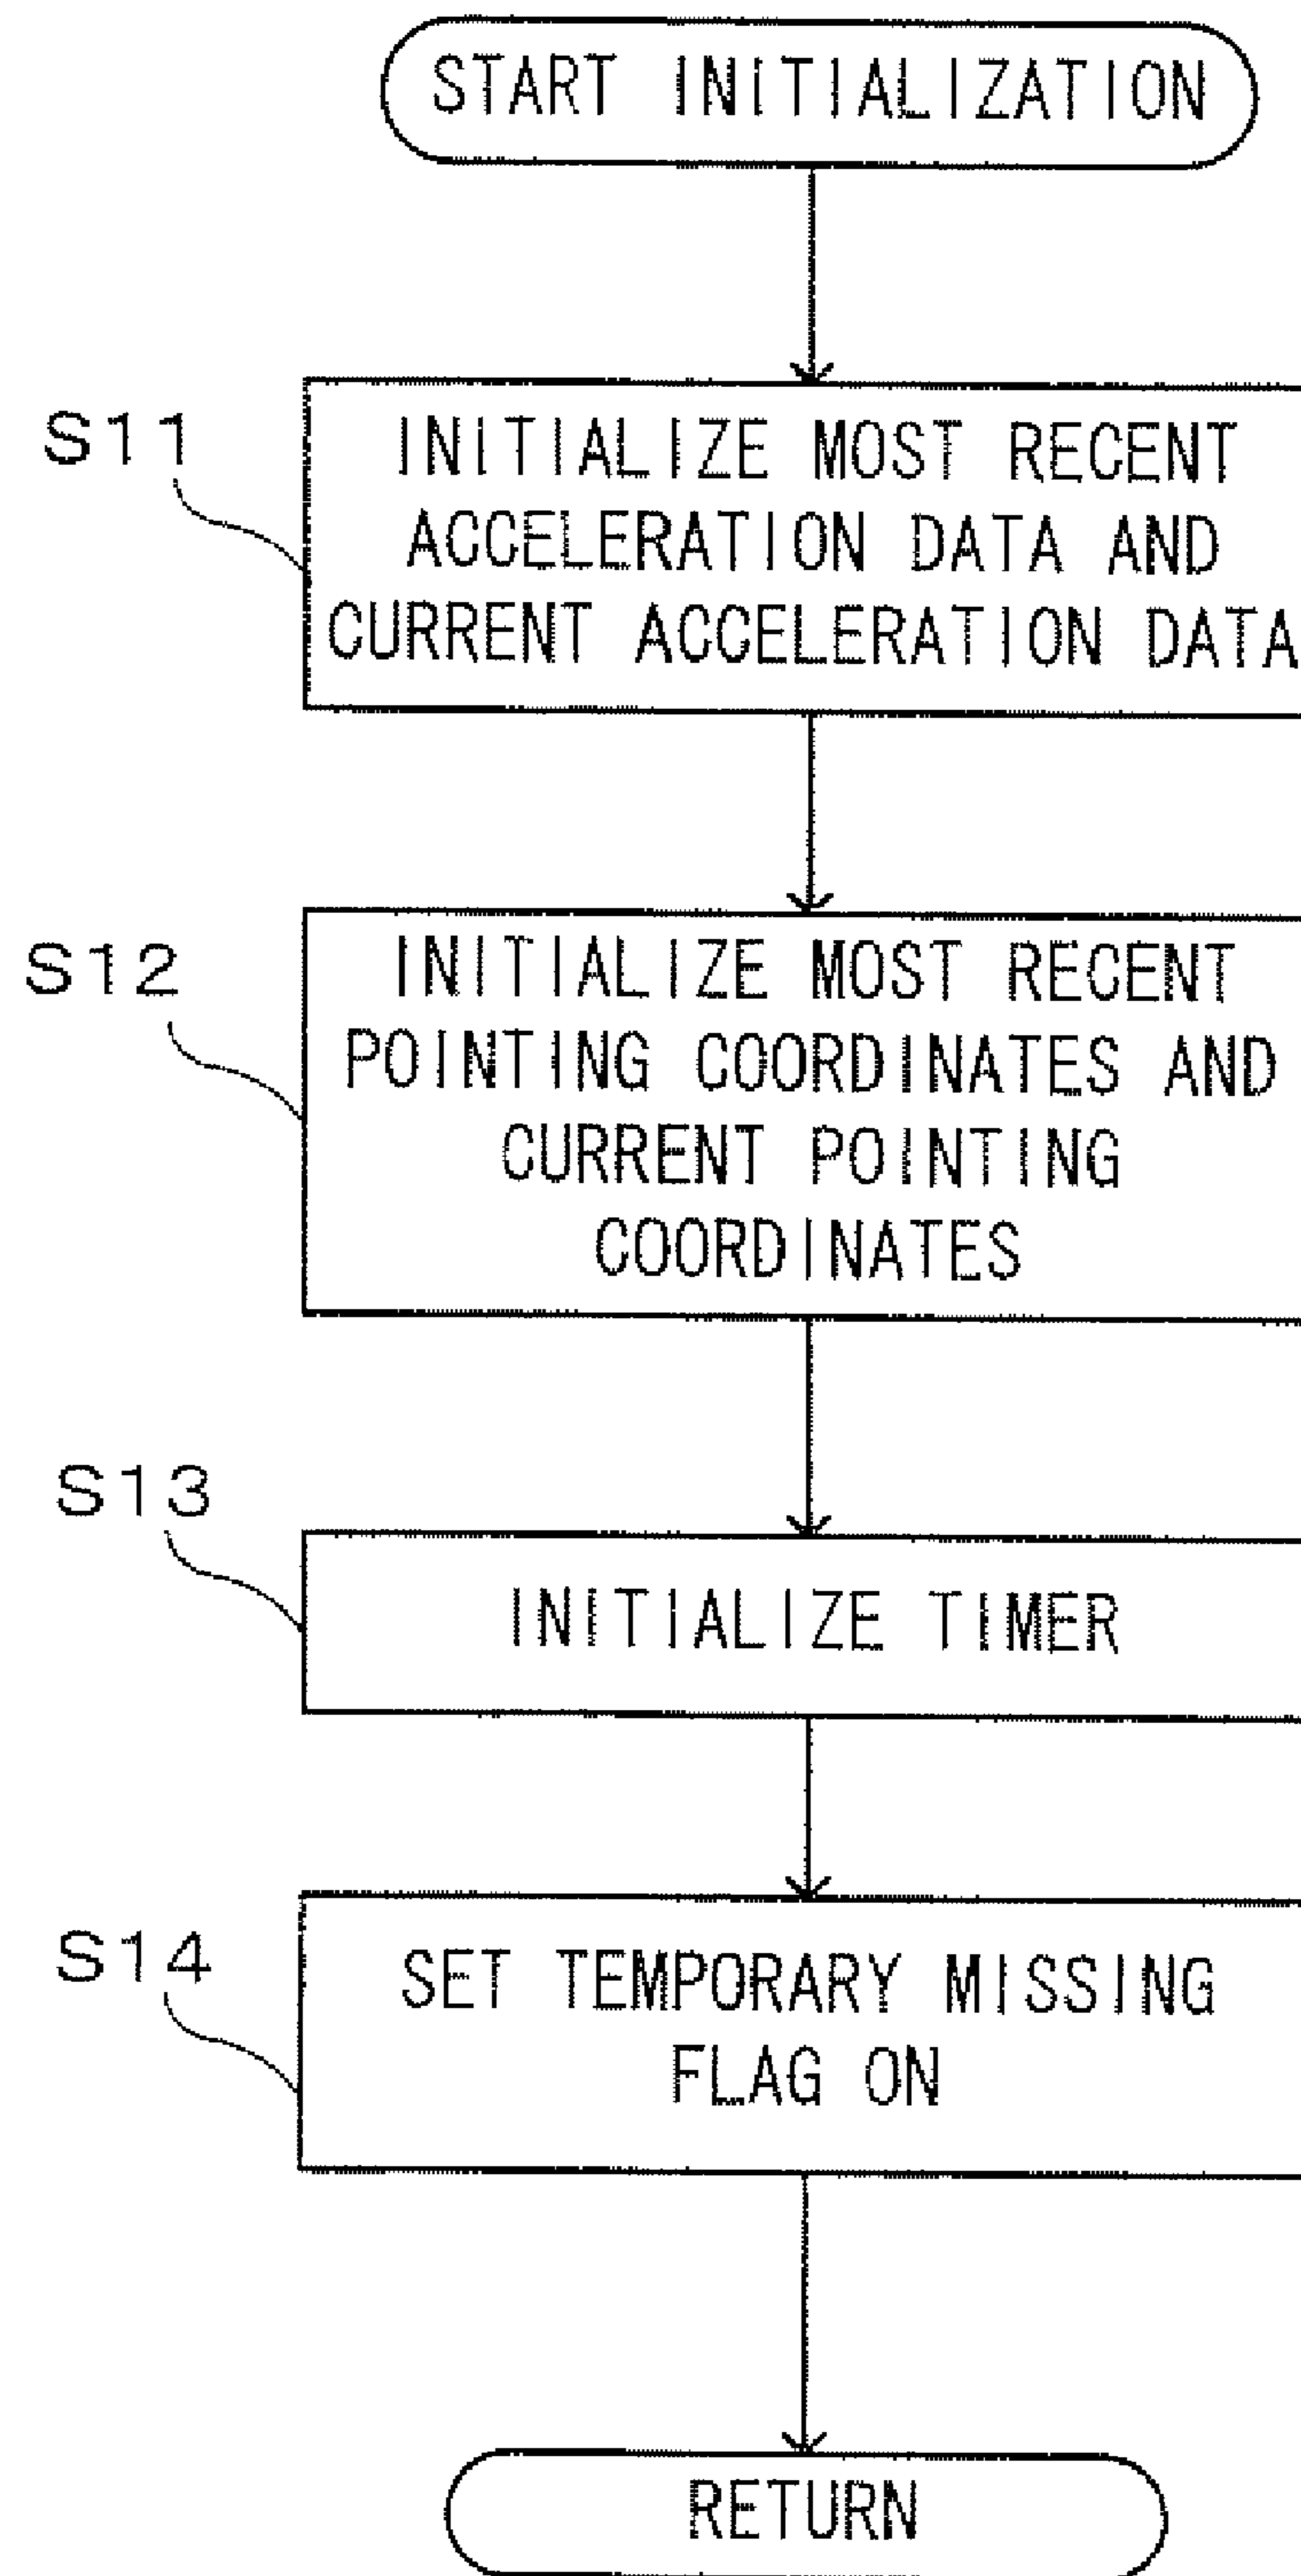 START INITIALIZATION
S11
INITIALIZE MOST RECENT
ACCELERATION DATA AND
CURRENT ACCELERATION DATA
S12
INITIALIZE MOST RECENT
POINTING COORDINATES AND
CURRENT POINTING
COORDINATES
S13
INITIALIZE TIMER
S14
SET TEMPORARY MISSING
FLAG ON
RETURN